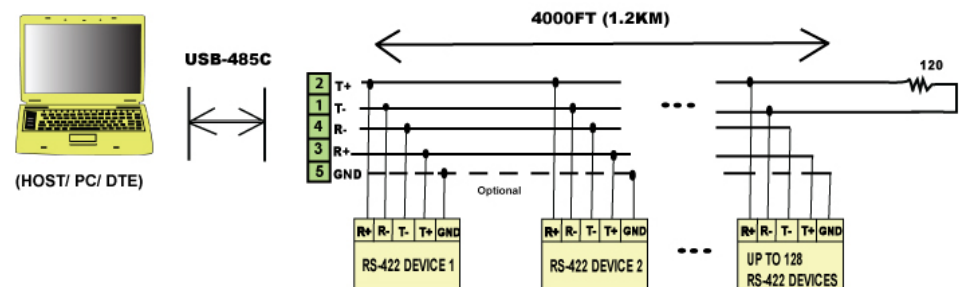 4000FT (1.2KM)
USB-485C
120
2 T+
1 T-
4 R-
3 R+
5 GND
Optional
(HOST/ PC/ DTE)
R+ R- T- T+ GND
RS-422 DEVICE 1
R+ R- T- T+ GND
RS-422 DEVICE 2
R+ R- T- T+ GND
UP TO 128
RS-422 DEVICES